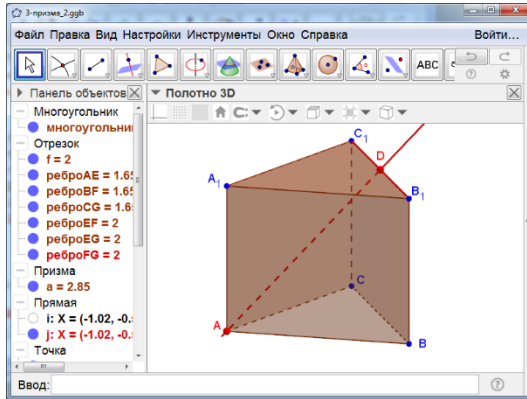 3-призма_2.ggb
Файл Правка Вид Настройки Инструменты Окно Справка Войти...
ABC
Панель объектов
Полотно 3D
Многоугольник
многоугольни
Отрезок
f = 2
реброAE = 1.65
реброBF = 1.65
реброCG = 1.65
реброEF = 2
реброEG = 2
реброFG = 2
Призма
a = 2.85
Прямая
i: X = (-1.02, -0.
j: X = (-1.02, -0.
Точка
C1
D
A1
B1
C
A
B
Ввод: